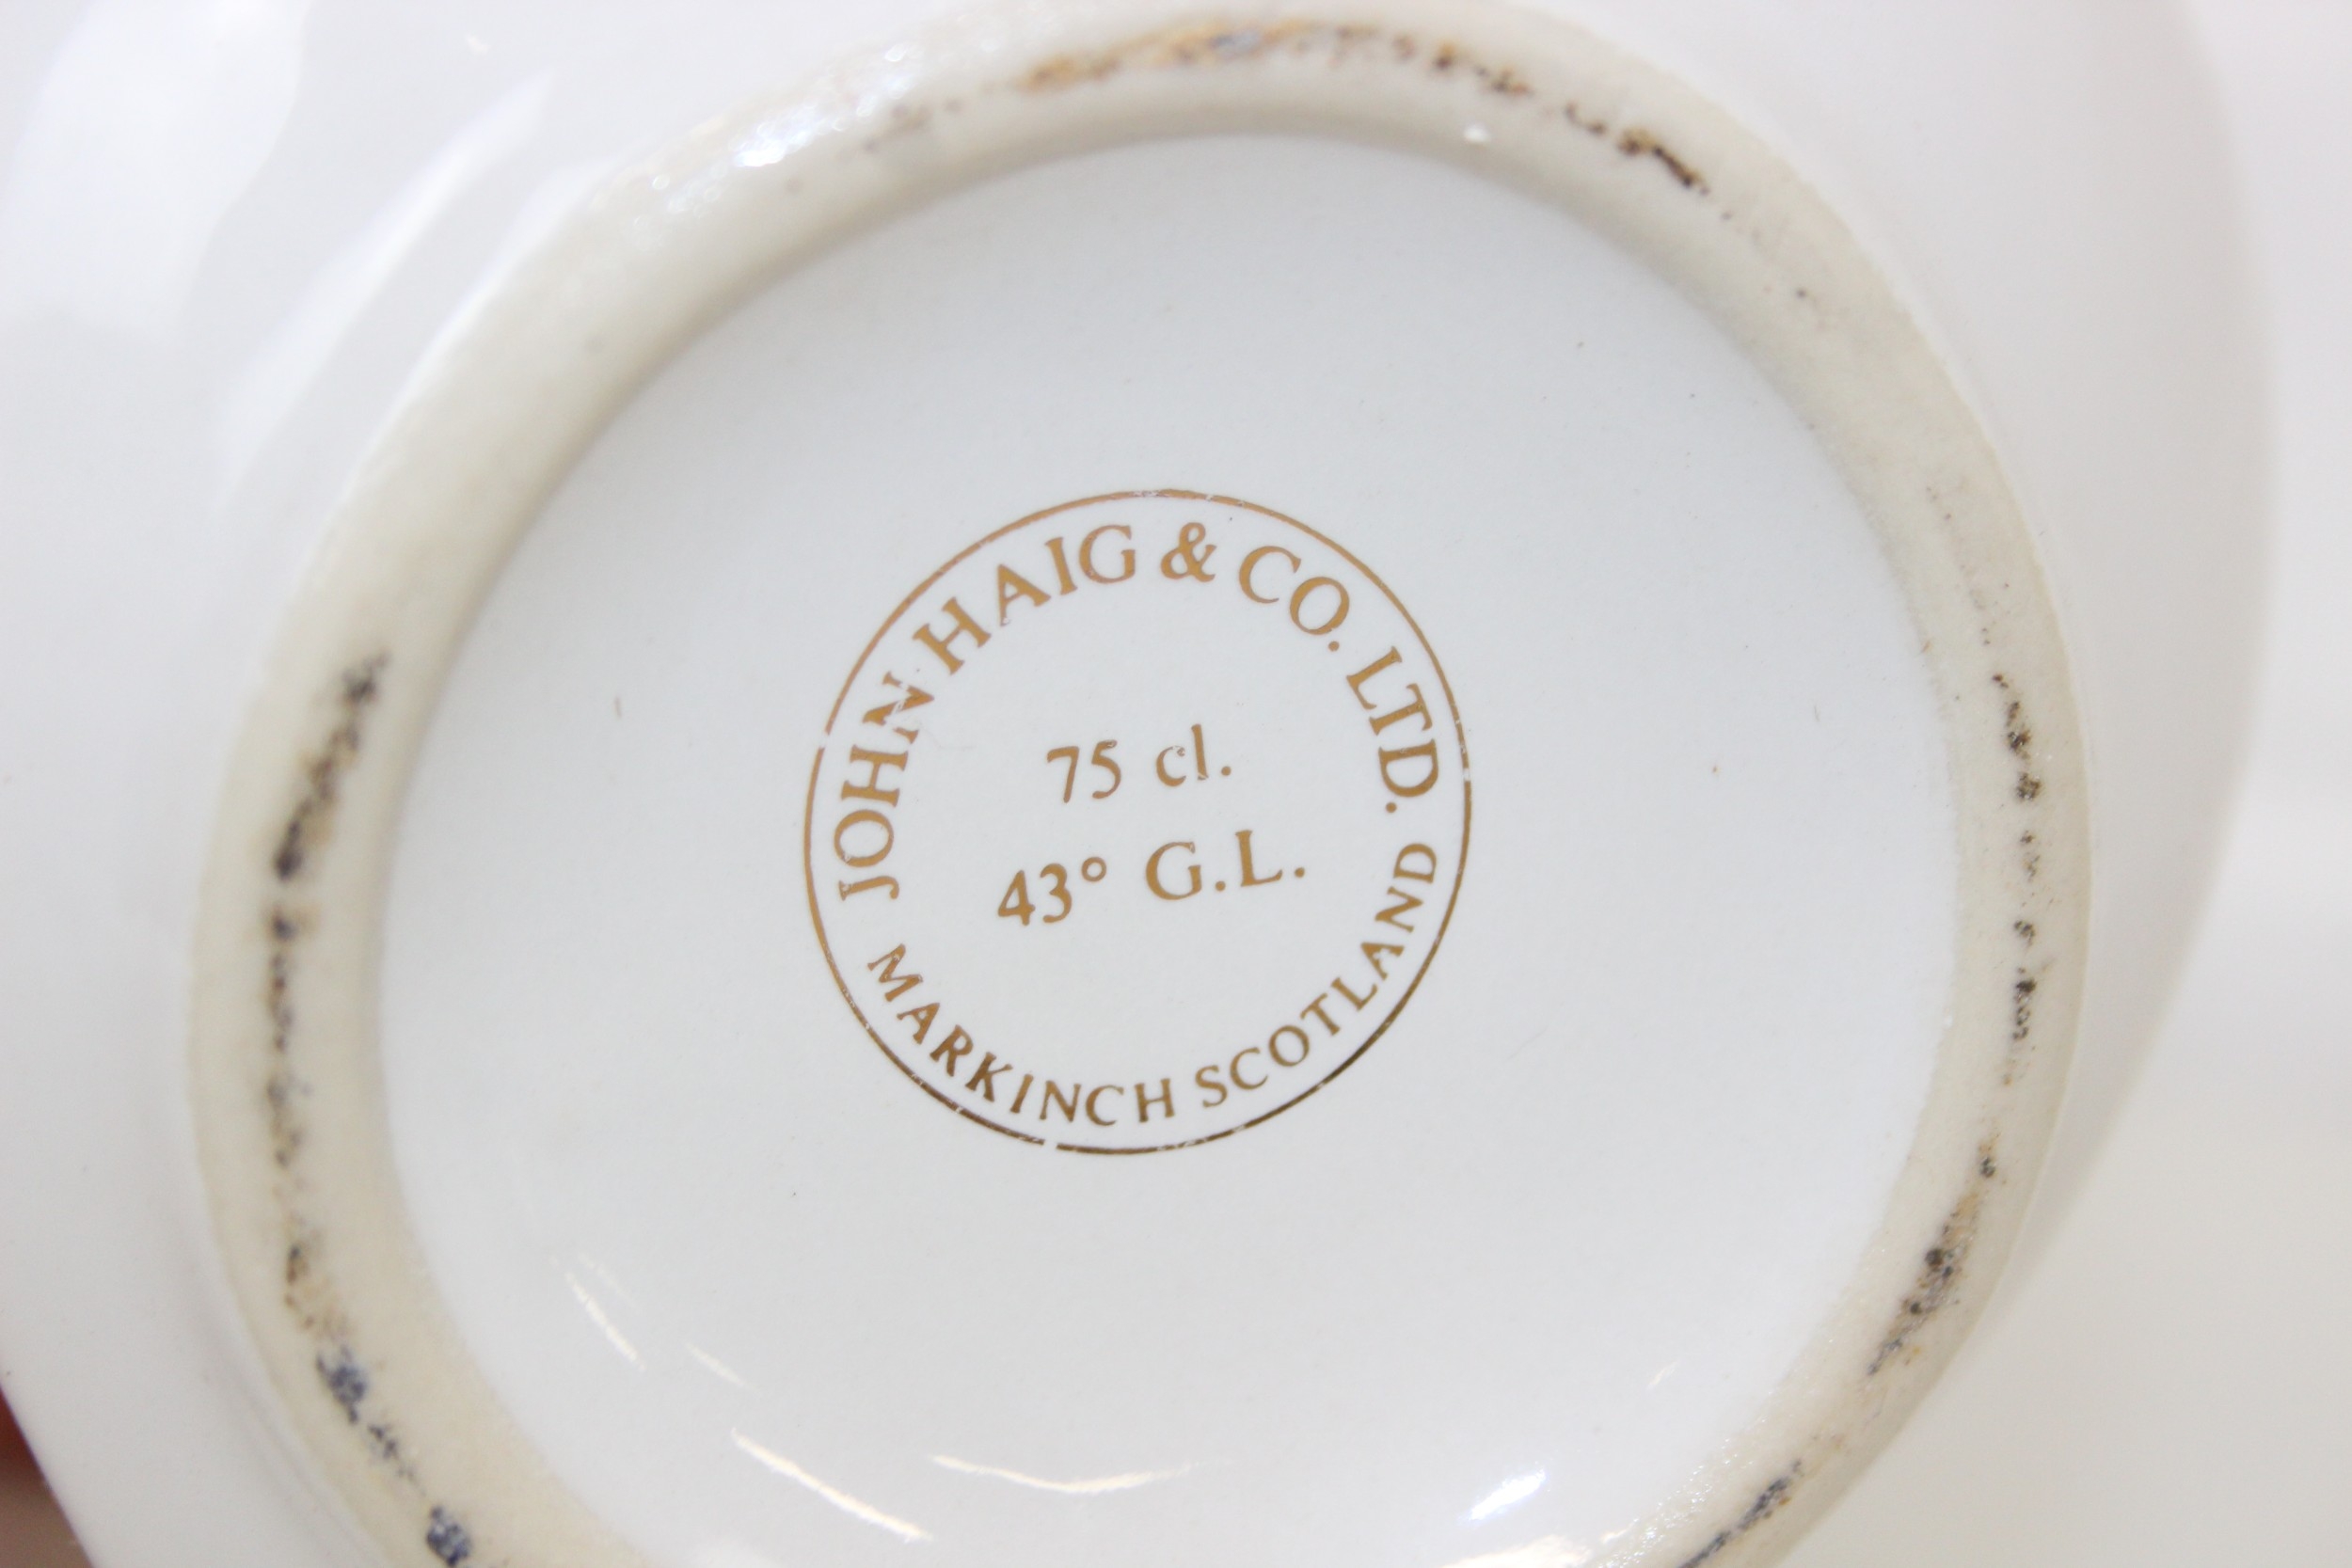 JOHN HAIG & CO. LTD.
75 cl.
43° G.L.
MARKINCH SCOTLAND